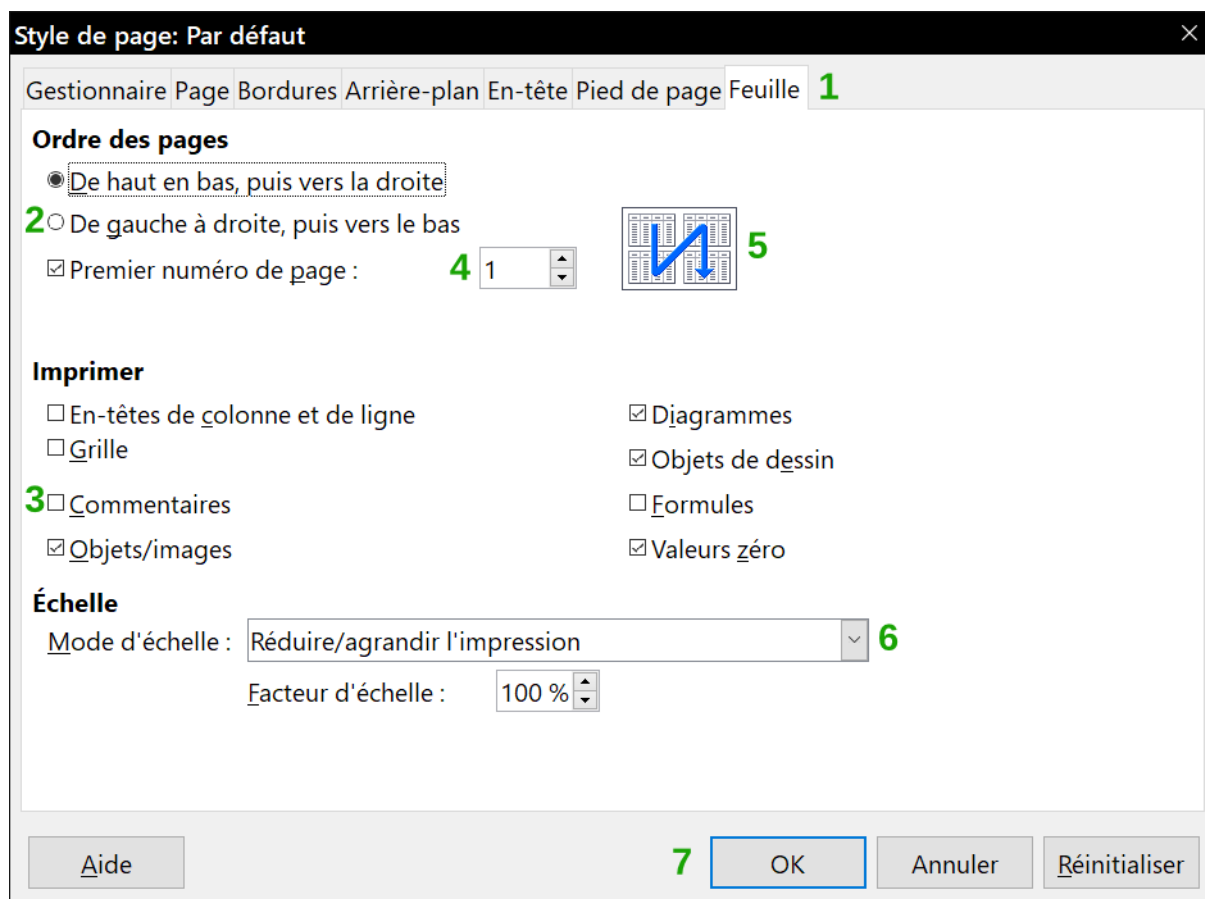 Style de page: Par défaut
Gestionnaire Page Bordures Arrière-plan En-tête Pied de page Feuille 1
Ordre des pages
De haut en bas, puis vers la droite
2 De gauche à droite, puis vers le bas
5
Premier numéro de page : 4 1
Imprimer
En-têtes de colonne et de ligne
Grille
3 Commentaires
Objets/images
Diagrammes
Objets de dessin
Formules
Valeurs zéro
Échelle
Mode d'échelle : Réduire/agrandir l'impression 6
Facteur d'échelle : 100 %
Aide 7 OK Annuler Réinitialiser